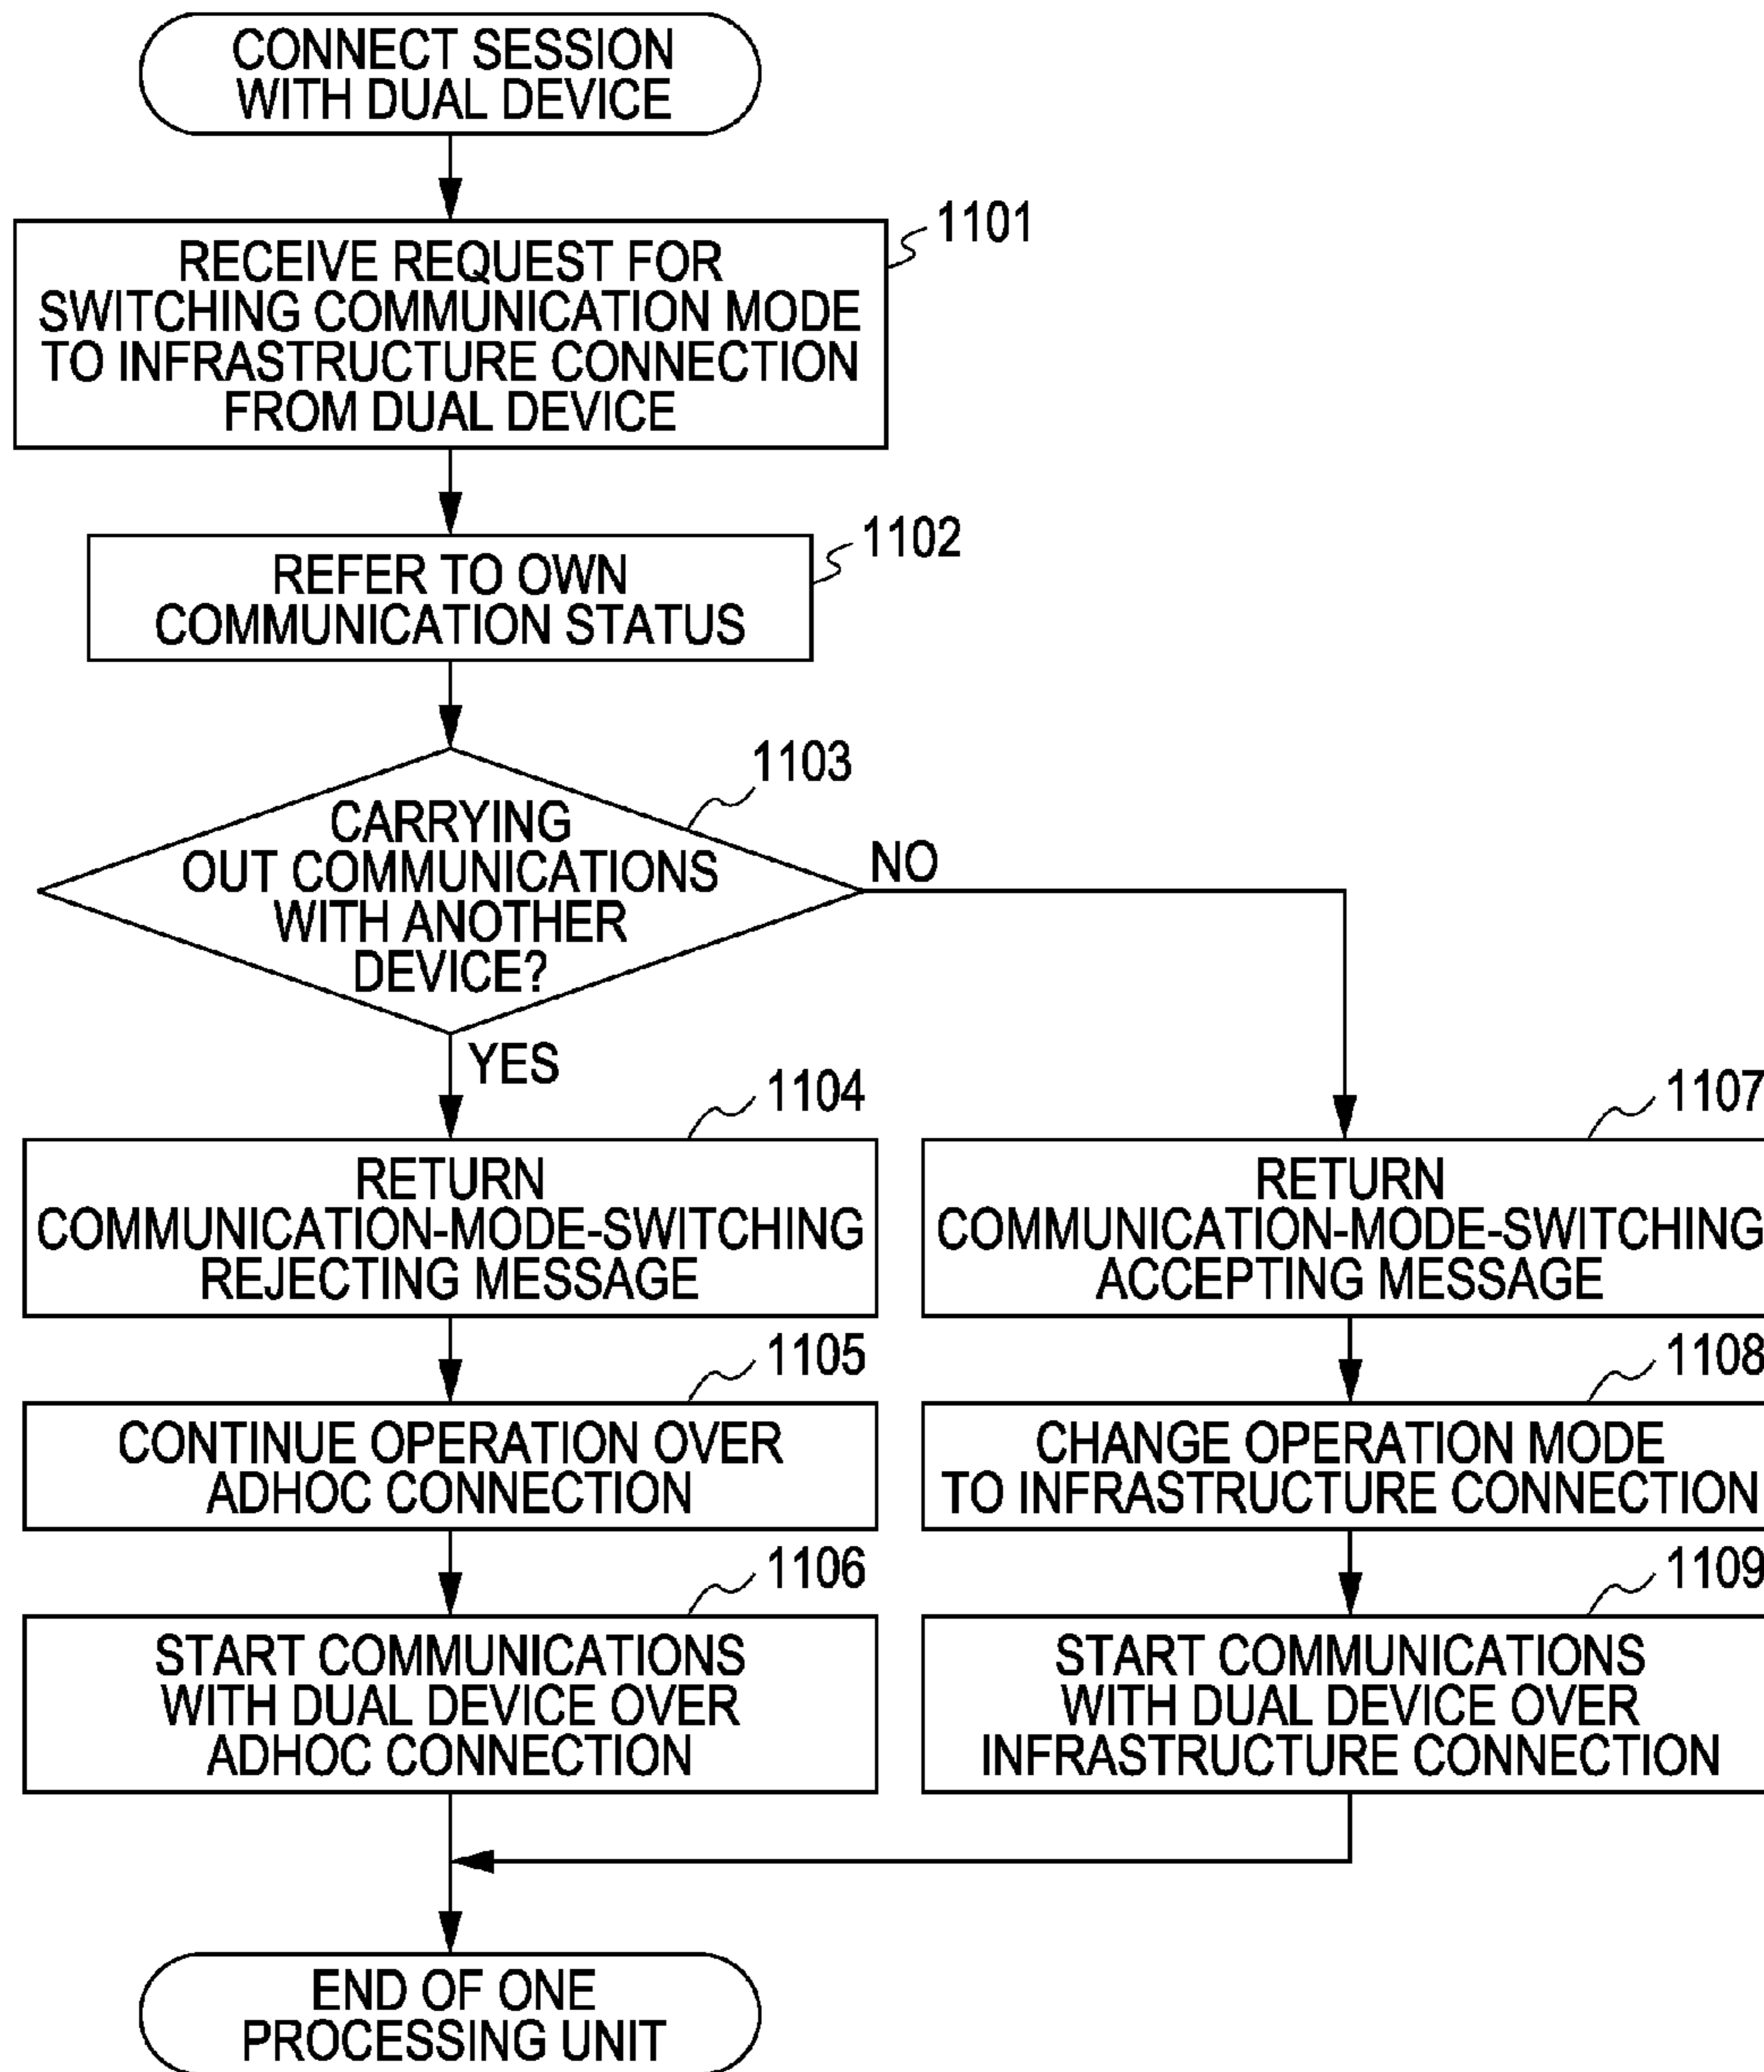 CONNECT SESSION
WITH DUAL DEVICE
1101
RECEIVE REQUEST FOR
SWITCHING COMMUNICATION MODE
TO INFRASTRUCTURE CONNECTION
FROM DUAL DEVICE
1102
REFER TO OWN
COMMUNICATION STATUS
1103
CARRYING
OUT COMMUNICATIONS
WITH ANOTHER
DEVICE?
NO
YES
1104
RETURN
COMMUNICATION-MODE-SWITCHING
REJECTING MESSAGE
1105
CONTINUE OPERATION OVER
ADHOC CONNECTION
1106
START COMMUNICATIONS
WITH DUAL DEVICE OVER
ADHOC CONNECTION
1107
RETURN
COMMUNICATION-MODE-SWITCHING
ACCEPTING MESSAGE
1108
CHANGE OPERATION MODE
TO INFRASTRUCTURE CONNECTION
1109
START COMMUNICATIONS
WITH DUAL DEVICE OVER
INFRASTRUCTURE CONNECTION
END OF ONE
PROCESSING UNIT